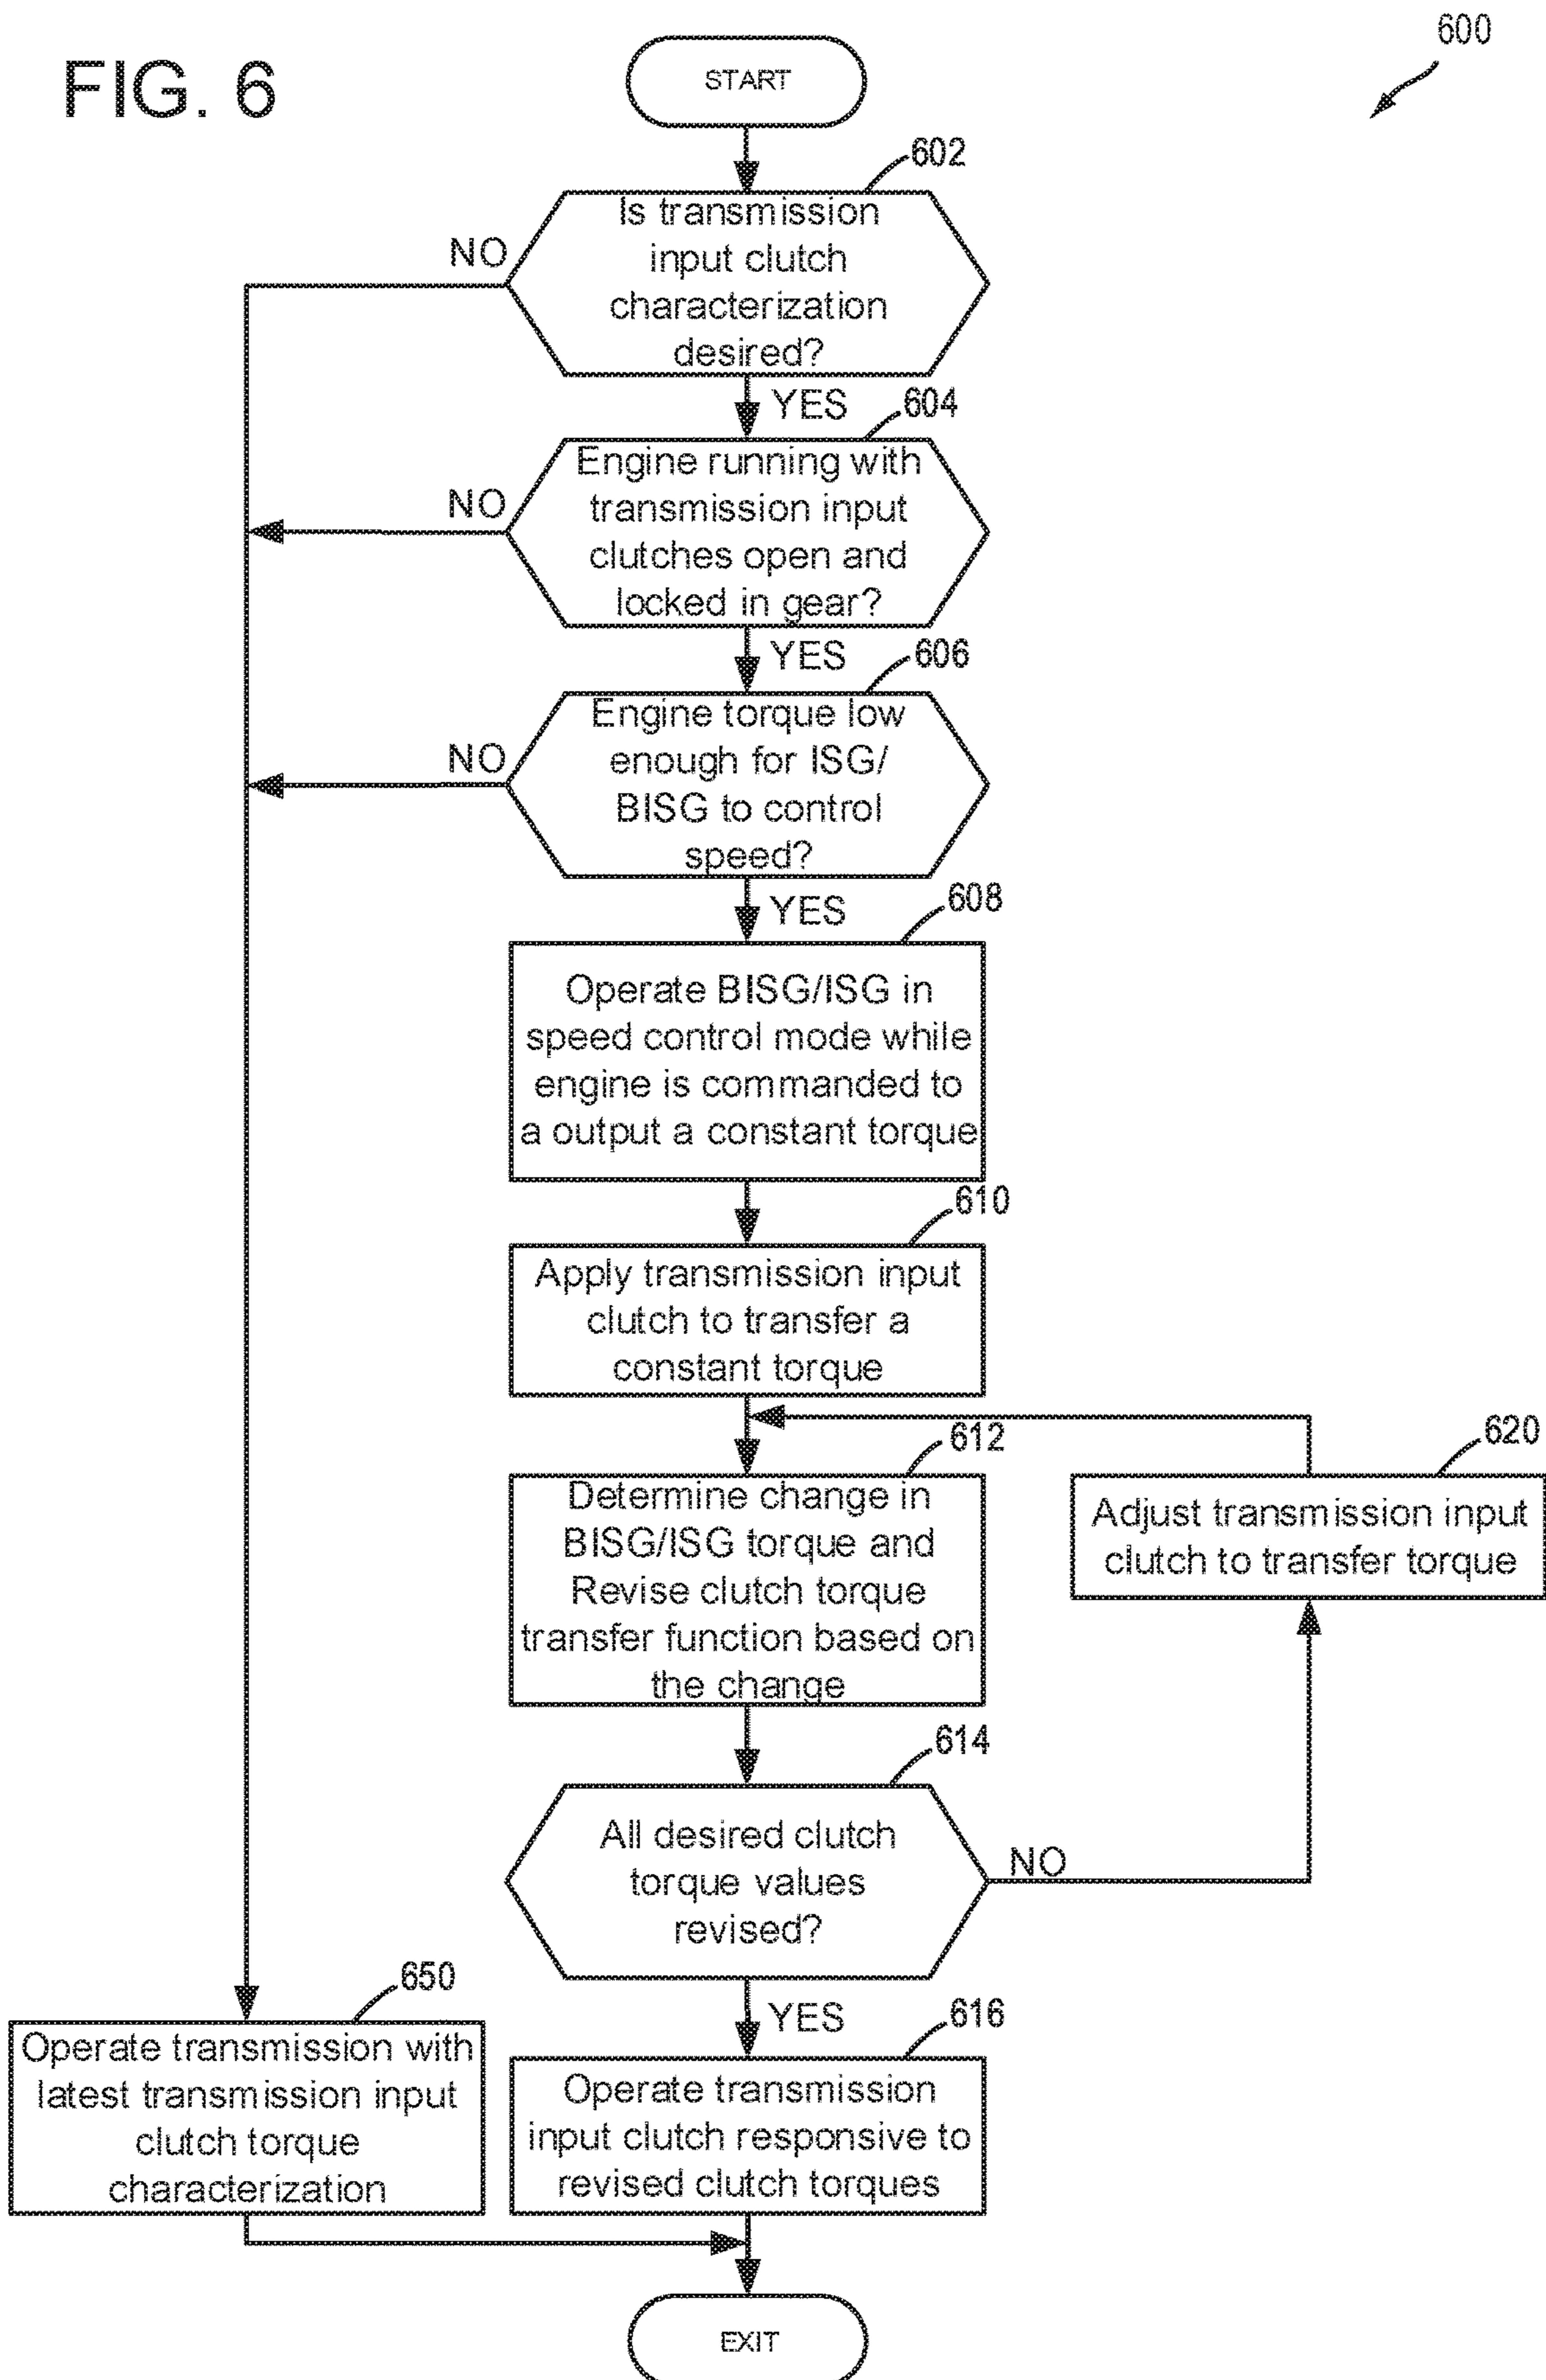 FIG. 6
600
START
602
Is transmission
input clutch
characterization
desired?
NO
YES
604
Engine running with
transmission input
clutches open and
locked in gear?
NO
YES
606
Engine torque low
enough for ISG/
BISG to control
speed?
NO
YES
608
Operate BISG/ISG in
speed control mode while
engine is commanded to
a output a constant torque
610
Apply transmission input
clutch to transfer a
constant torque
612
Determine change in
BISG/ISG torque and
Revise clutch torque
transfer function based on
the change
620
Adjust transmission input
clutch to transfer torque
614
All desired clutch
torque values
revised?
NO
YES
650
Operate transmission with
latest transmission input
clutch torque
characterization
616
Operate transmission
input clutch responsive to
revised clutch torques
EXIT